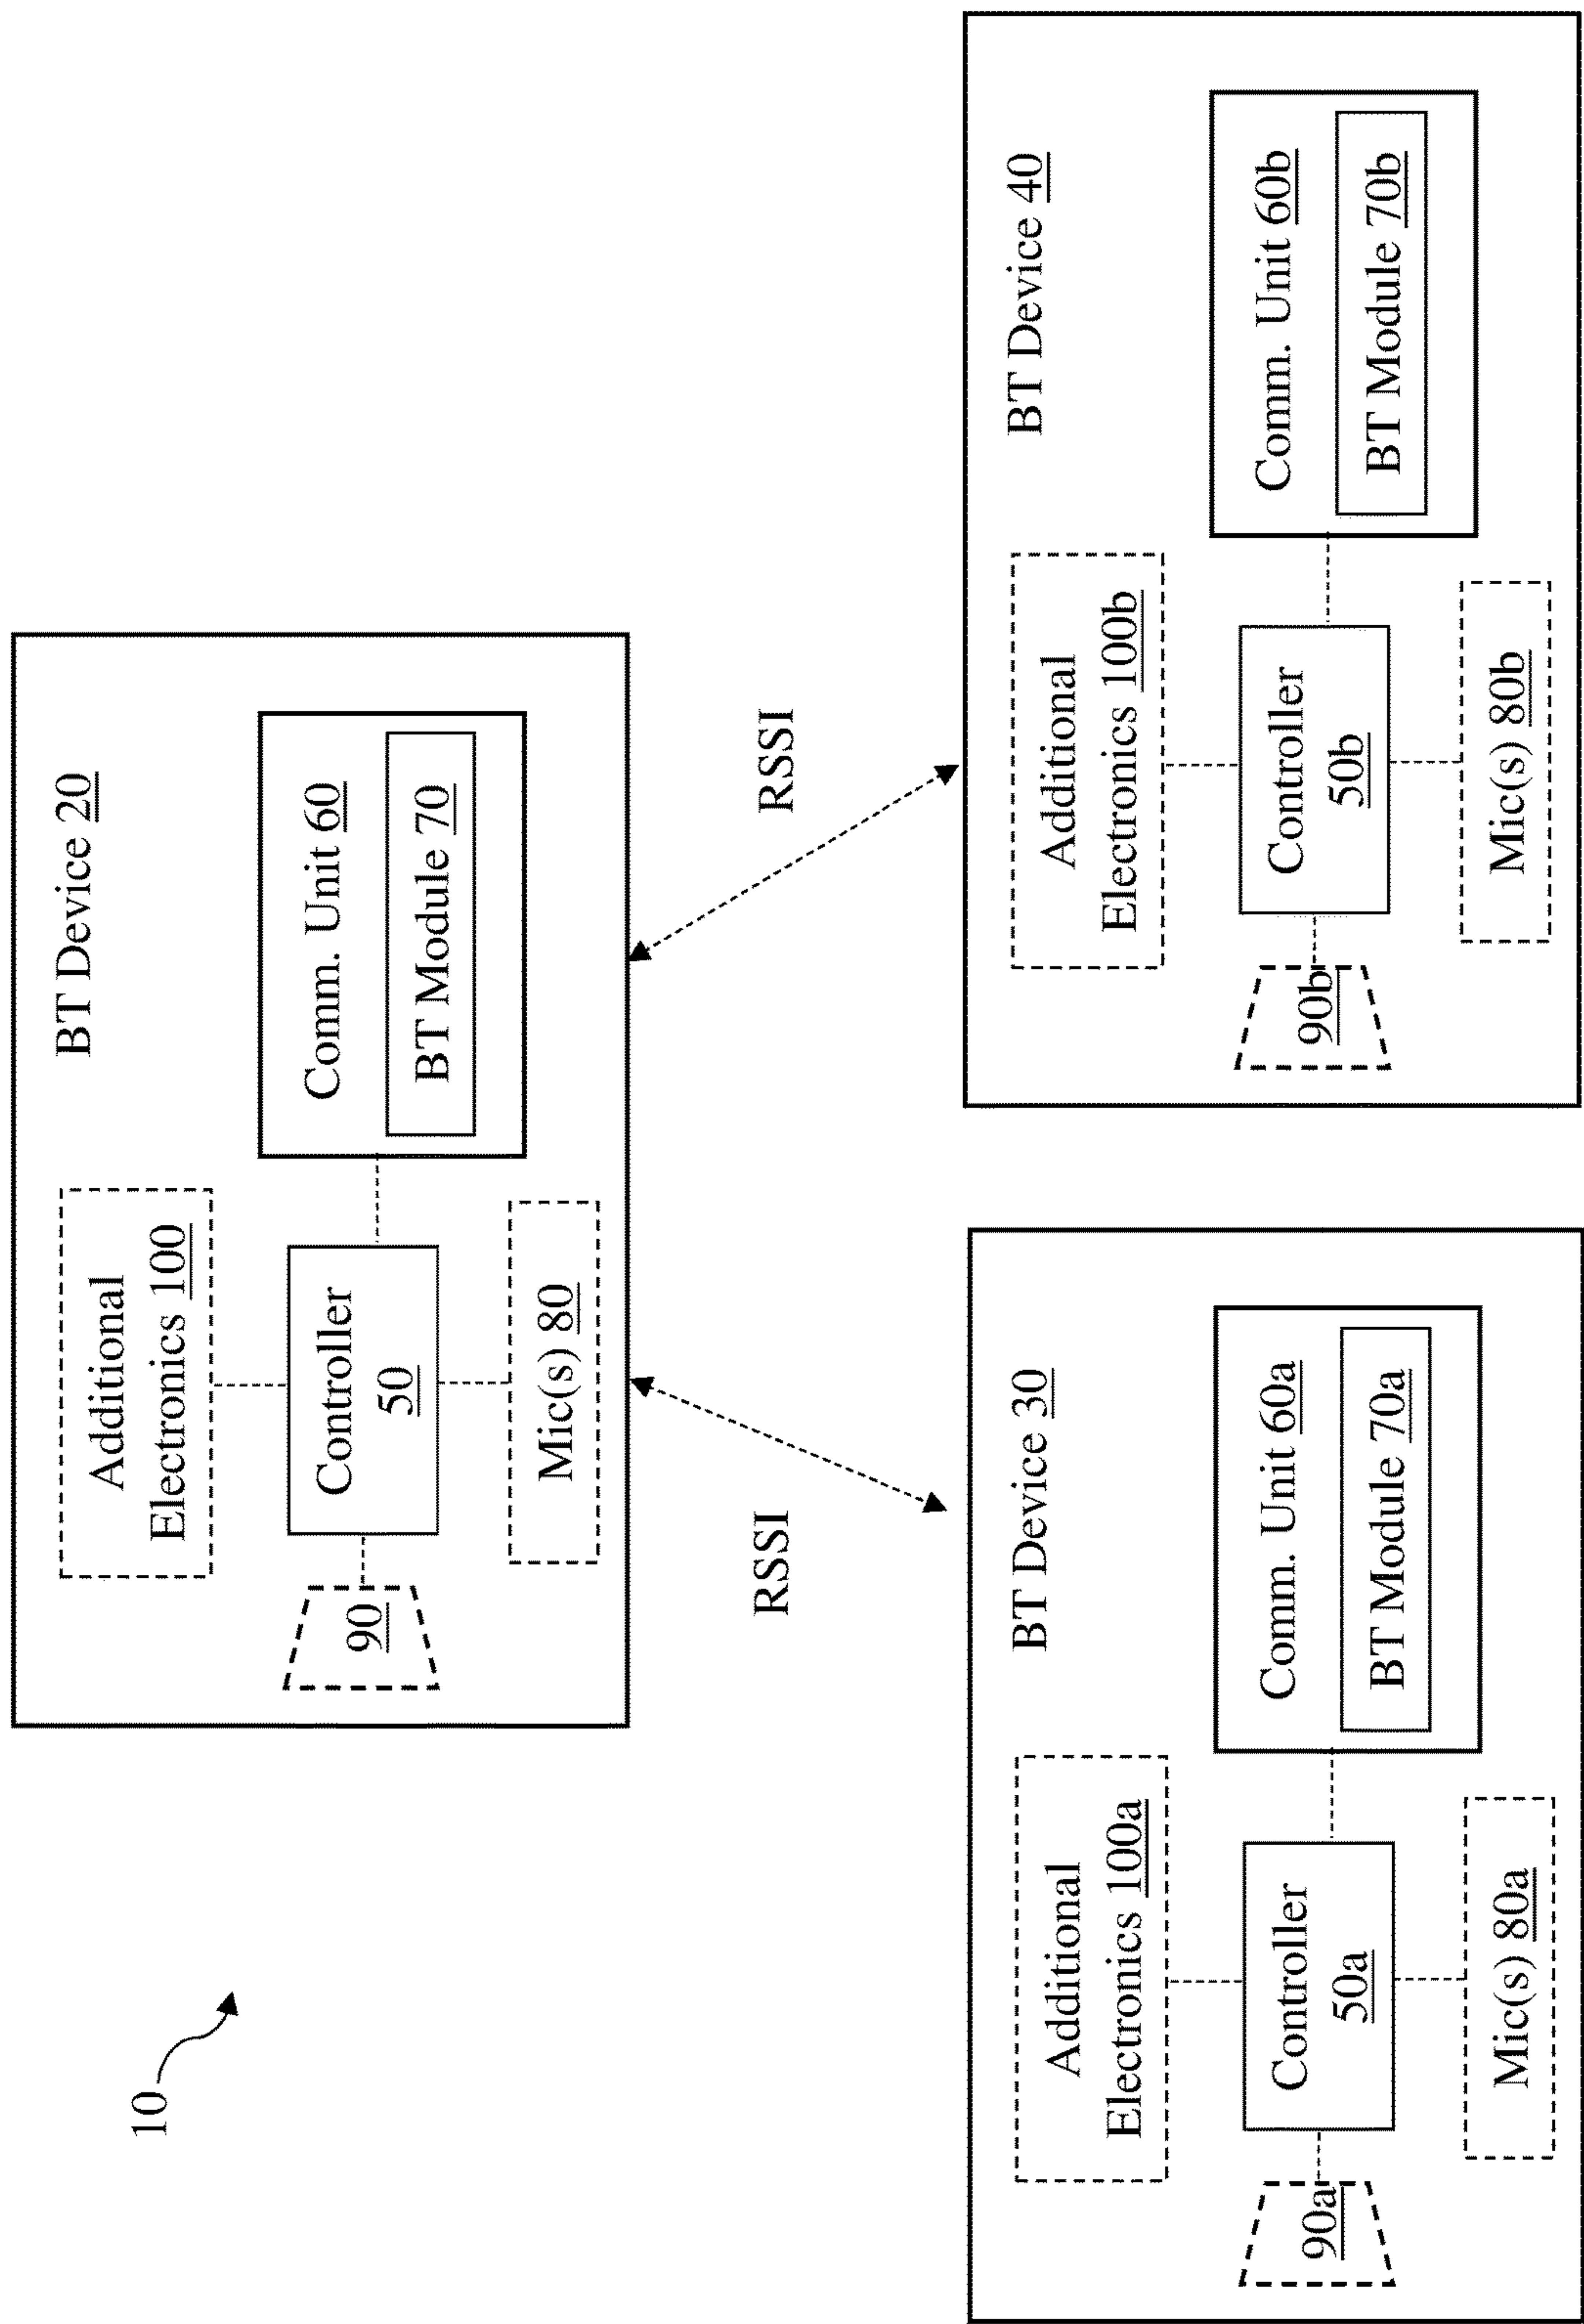 10
BT Device 20
Additional
Electronics 100
Controller
50
Comm. Unit 60
BT Module 70
90
Mic(s) 80
RSSI
RSSI
BT Device 30
Additional
Electronics 100a
Controller
50a
Comm. Unit 60a
BT Module 70a
90a
Mic(s) 80a
BT Device 40
Additional
Electronics 100b
Controller
50b
Comm. Unit 60b
BT Module 70b
90b
Mic(s) 80b